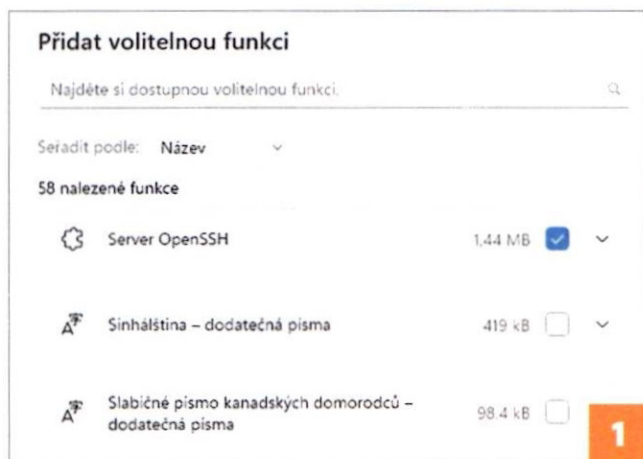 Přidat volitelnou funkci
Najděte si dostupnou volitelnou funkci.
Seřadit podle: Název
58 nalezené funkce
Server OpenSSH 1,44 MB
Sinhálština – dodatečná písma 419 kB
Slabičné písmo kanadských domorodců –
dodatečná písma 98.4 kB
1